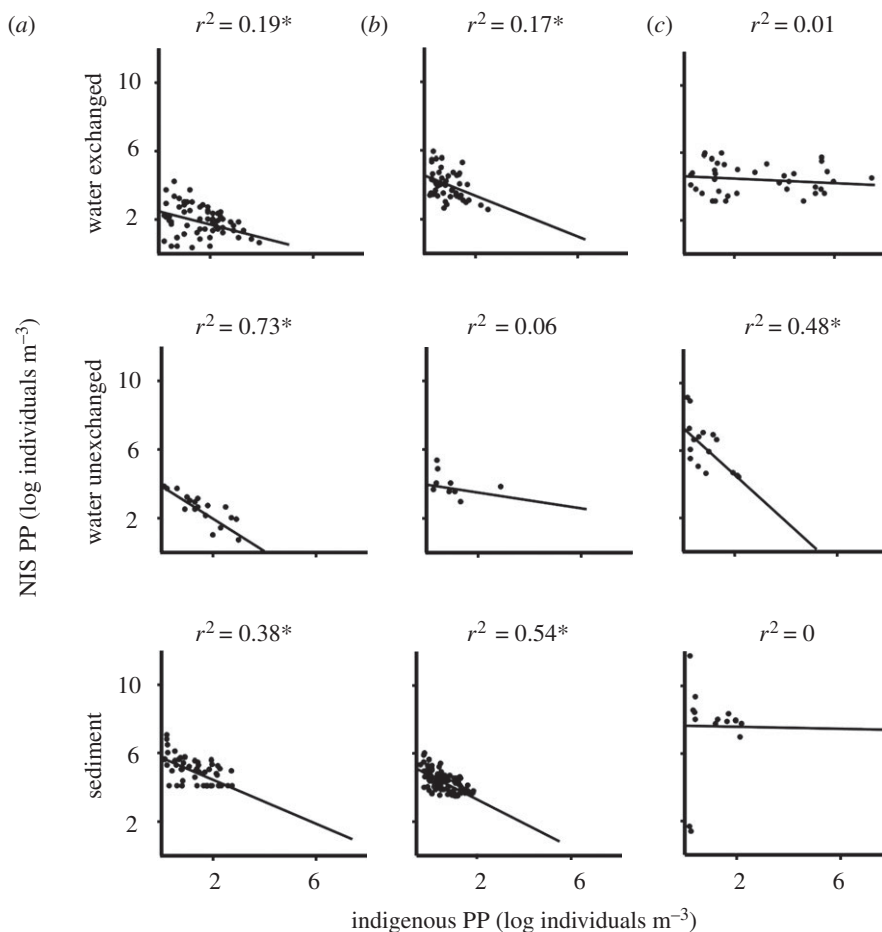 (a) r² = 0.19* (b) r² = 0.17* (c) r² = 0.01
water exchanged
10
6
2
r² = 0.73* r² = 0.06 r² = 0.48*
NIS PP (log individuals m⁻³)
water unexchanged
10
6
2
r² = 0.38* r² = 0.54* r² = 0
sediment
10
6
2
2 6 2 6 2 6
indigenous PP (log individuals m⁻³)